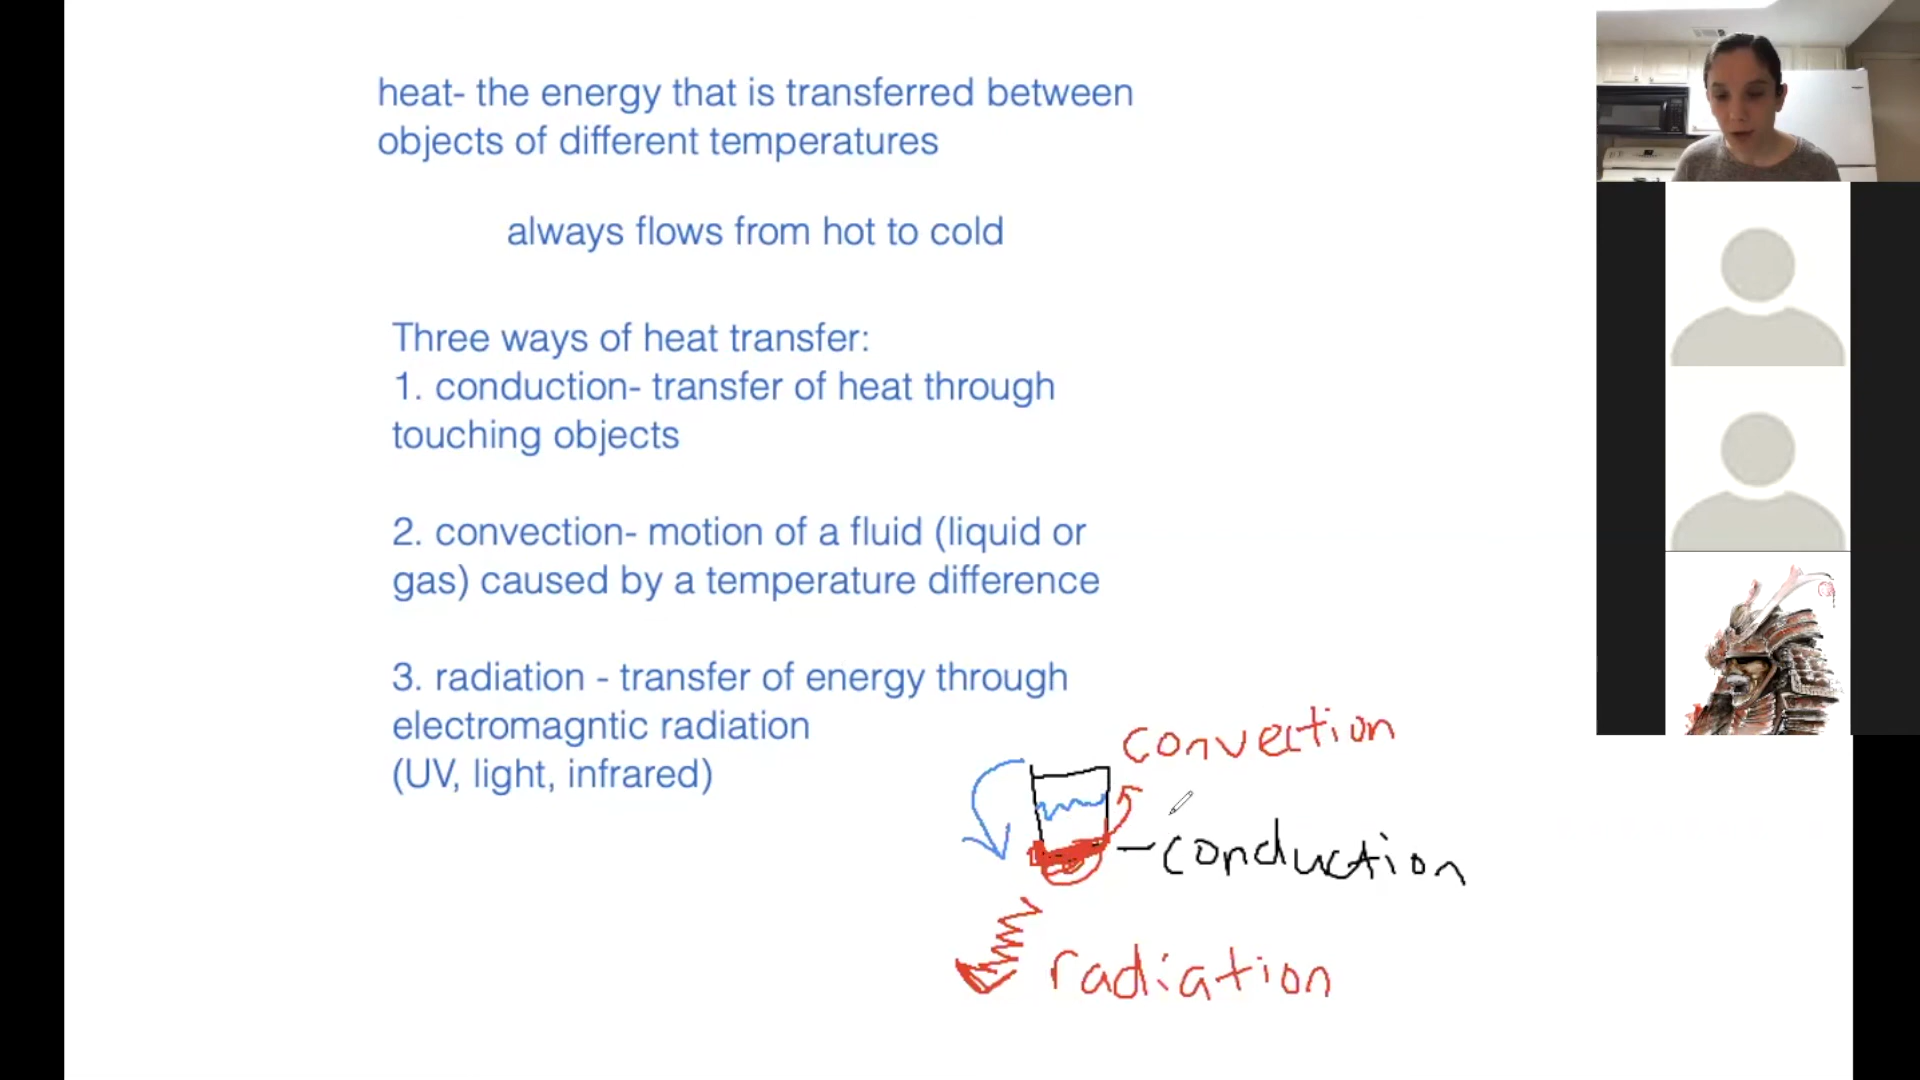 heat- the energy that is transferred between
objects of different temperatures
always flows from hot to cold
Three ways of heat transfer:
1. conduction- transfer of heat through
touching objects
2. convection- motion of a fluid (liquid or
gas) caused by a temperature difference
3. radiation - transfer of energy through
electromagntic radiation
(UV, light, infrared)
convection
conduction
radiation